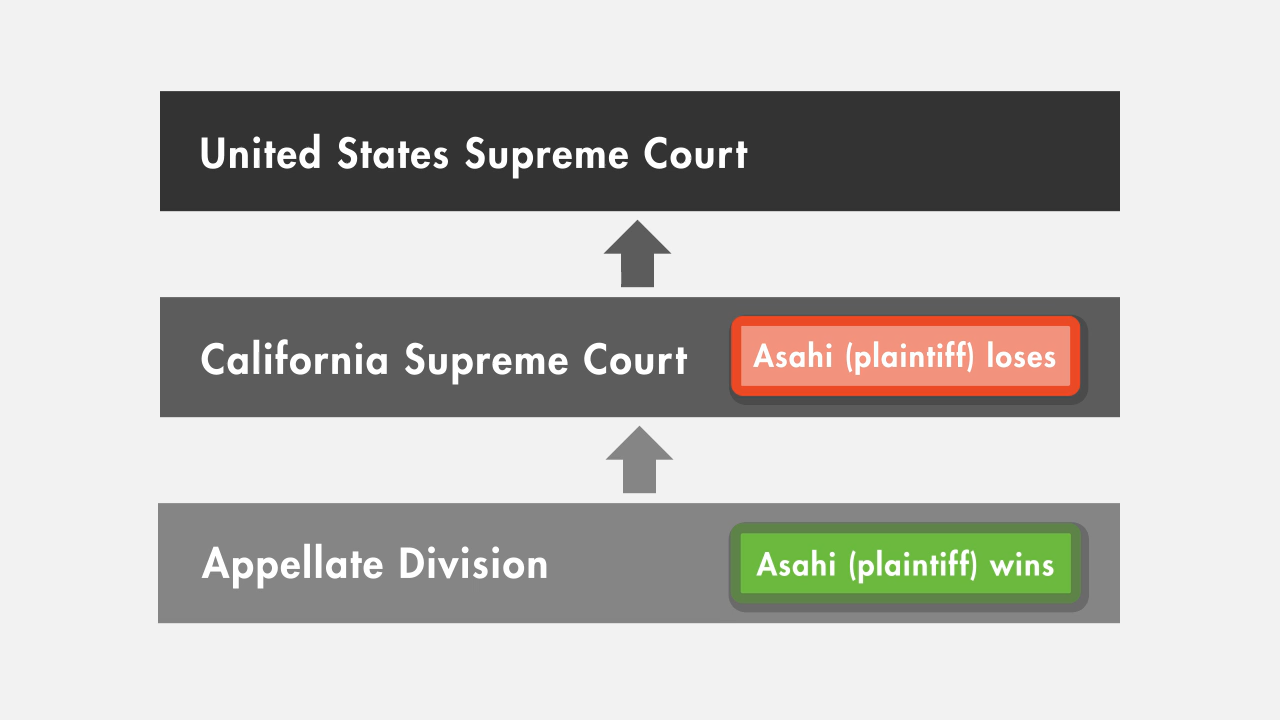 United States Supreme Court
California Supreme Court
Asahi (plaintiff) loses
Appellate Division
Asahi (plaintiff) wins